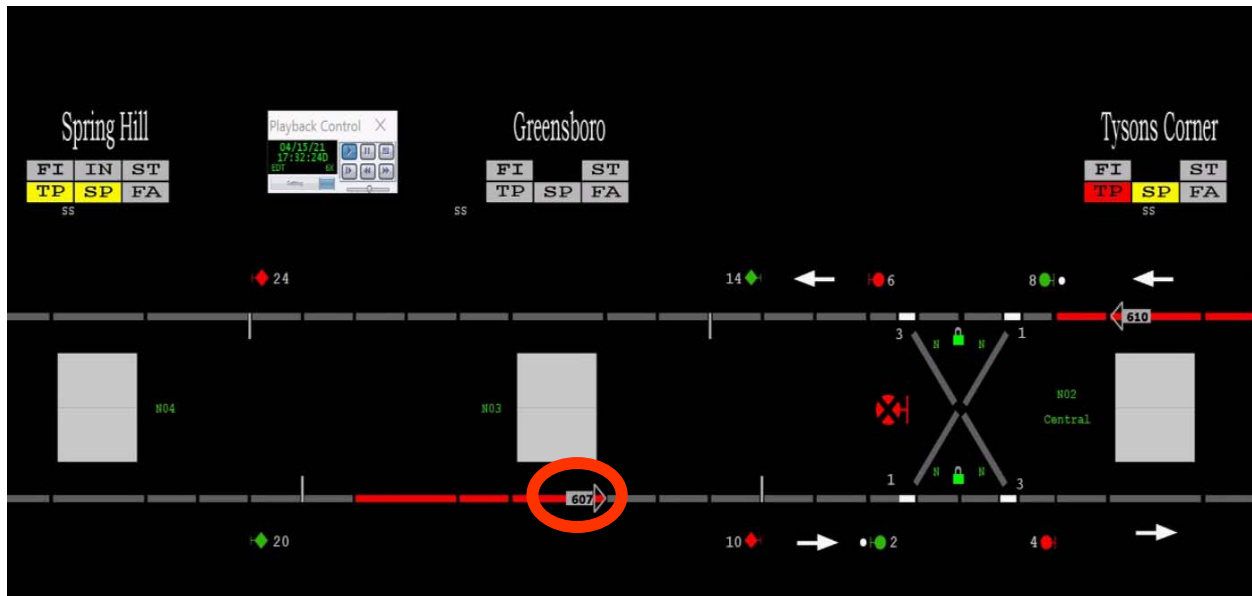 Spring Hill
FI IN ST
TP SP FA
SS
Playback Control X
04/15/21
17:32:24D
EDT 6X
Greensboro
FI ST
TP SP FA
SS
Tysons Corner
FI ST
TP SP FA
SS
24
14
6
8
610
3
N
N
1
N04
N03
N02
Central
1
N
N
3
607
20
10
2
4